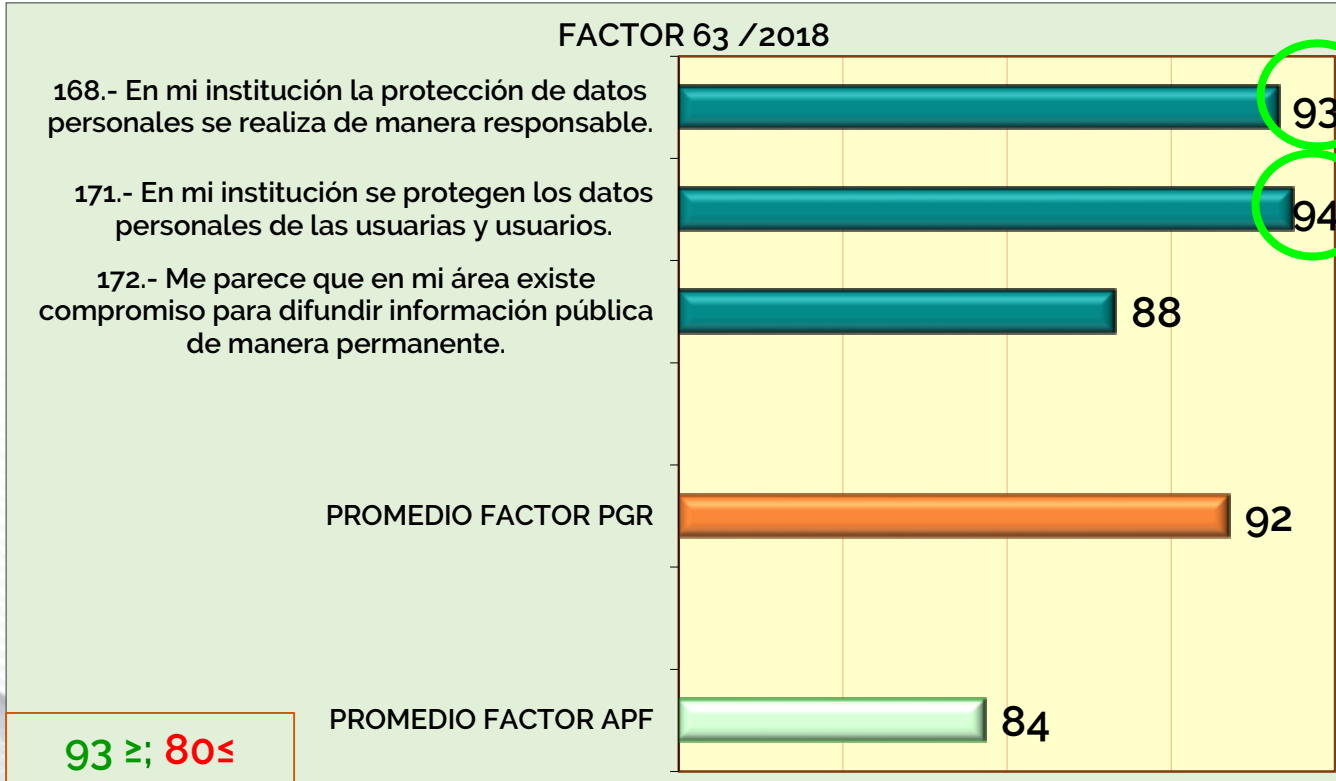 FACTOR 63 /2018
168.- En mi institución la protección de datos
personales se realiza de manera responsable.
93
171.- En mi institución se protegen los datos
personales de las usuarias y usuarios.
94
172.- Me parece que en mi área existe
compromiso para difundir información pública
de manera permanente.
88
PROMEDIO FACTOR PGR
92
PROMEDIO FACTOR APF
84
93 ≥; 80≤